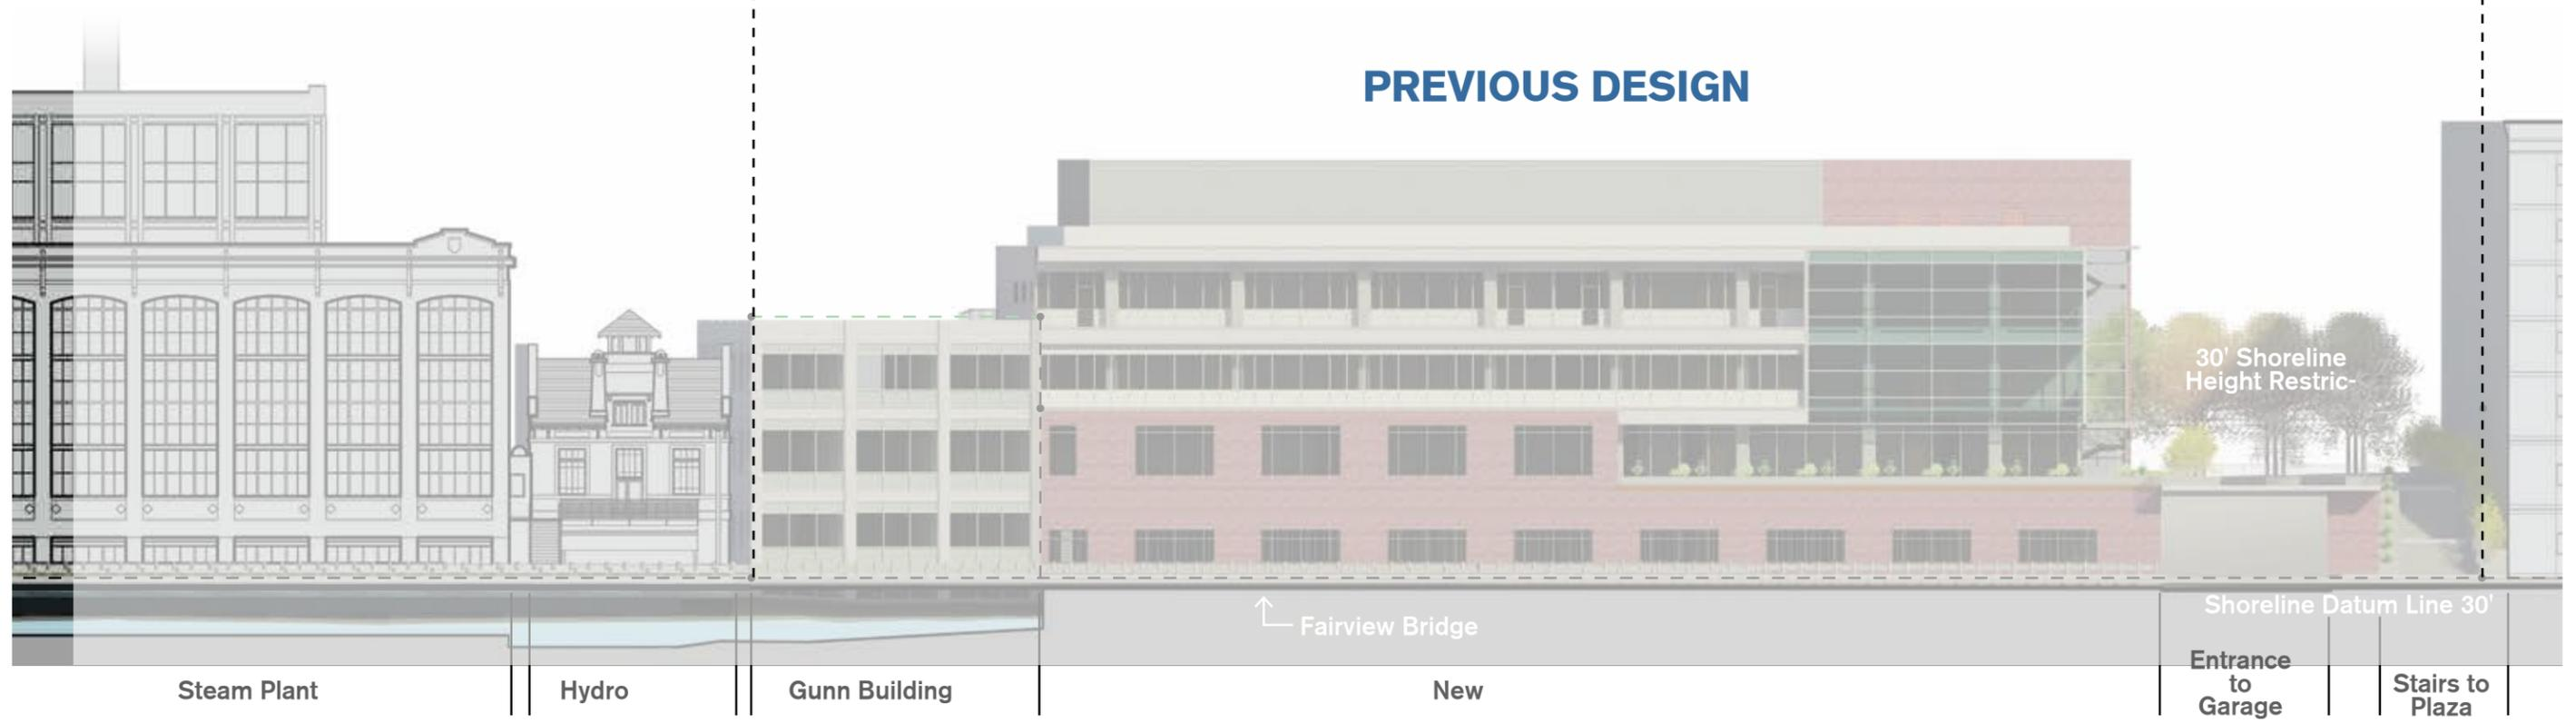 PREVIOUS DESIGN
30' Shoreline
Height Restric-
Shoreline Datum Line 30'
Fairview Bridge
Steam Plant
Hydro
Gunn Building
New
Entrance
to
Garage
Stairs to
Plaza